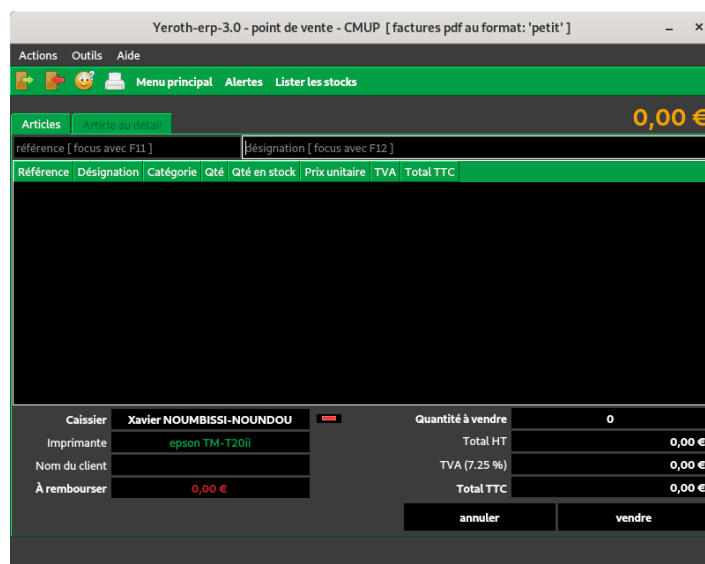 Yeroth-erp-3.0 - point de vente - CMUP [ factures pdf au format: 'petit' ]
Actions Outils Aide
Menu principal Alertes Lister les stocks
Articles Article au détail 0,00 €
référence [ focus avec F11 ] désignation [ focus avec F12 ]
Référence Désignation Catégorie Qté Qté en stock Prix unitaire TVA Total TTC
Caissier Xavier NOUMBISSI-NOUNDOU Quantité à vendre 0
Imprimante epson TM-T20ii Total HT 0,00 €
Nom du client TVA (7.25 %) 0,00 €
À rembourser 0,00 € Total TTC 0,00 €
annuler vendre